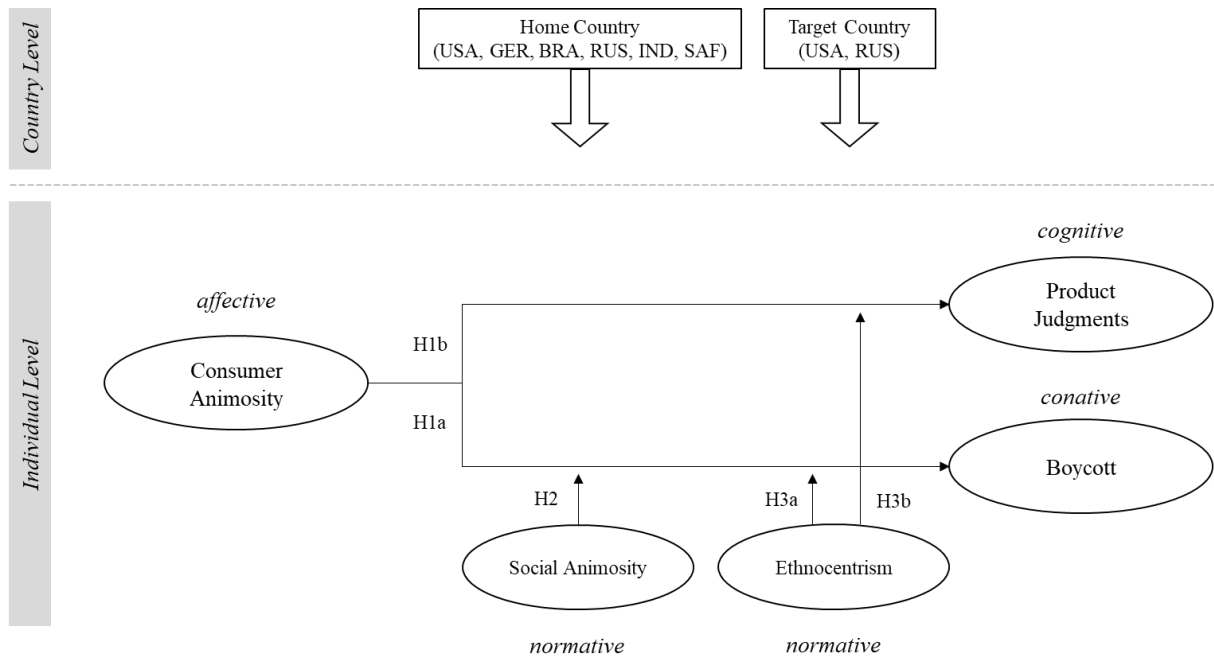 Country Level
Home Country
(USA, GER, BRA, RUS, IND, SAF)
Target Country
(USA, RUS)
Individual Level
cognitive
Product
Judgments
affective
Consumer
Animosity
H1b
H1a
conative
Boycott
H2
H3a
H3b
Social Animosity
Ethnocentrism
normative
normative